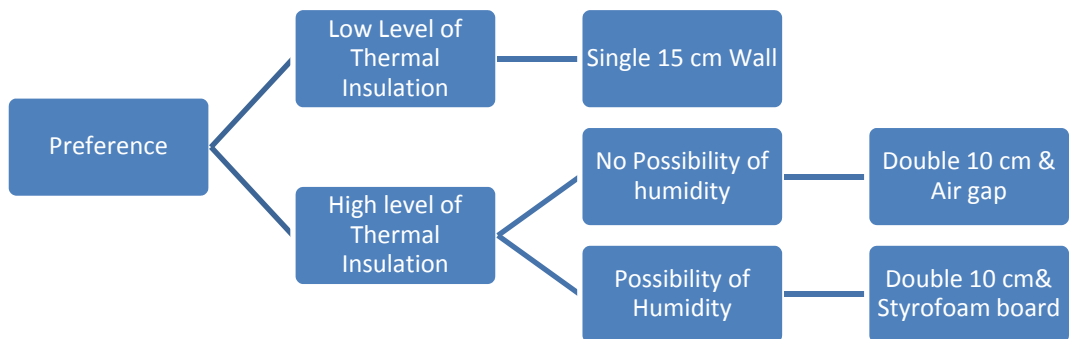 Preference
Low Level of
Thermal
Insulation
Single 15 cm Wall
High level of
Thermal
Insulation
No Possibility of
humidity
Double 10 cm &
Air gap
Possibility of
Humidity
Double 10 cm&
Styrofoam board